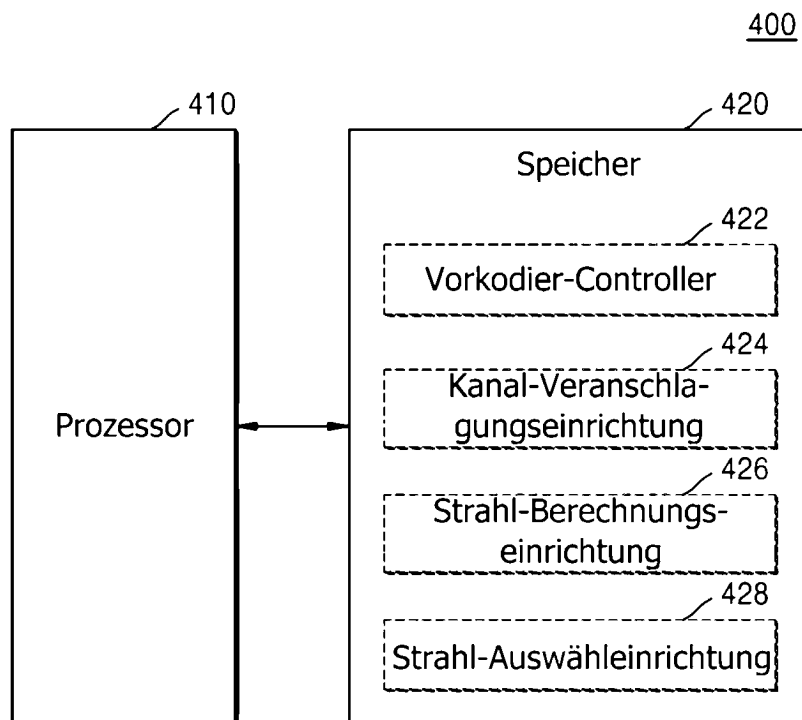 400
410
420
Speicher
422
Vorkodier-Controller
424
Kanal-Veranschla-
gungseinrichtung
Prozessor
426
Strahl-Berechnungs-
einrichtung
428
Strahl-Auswähleinrichtung